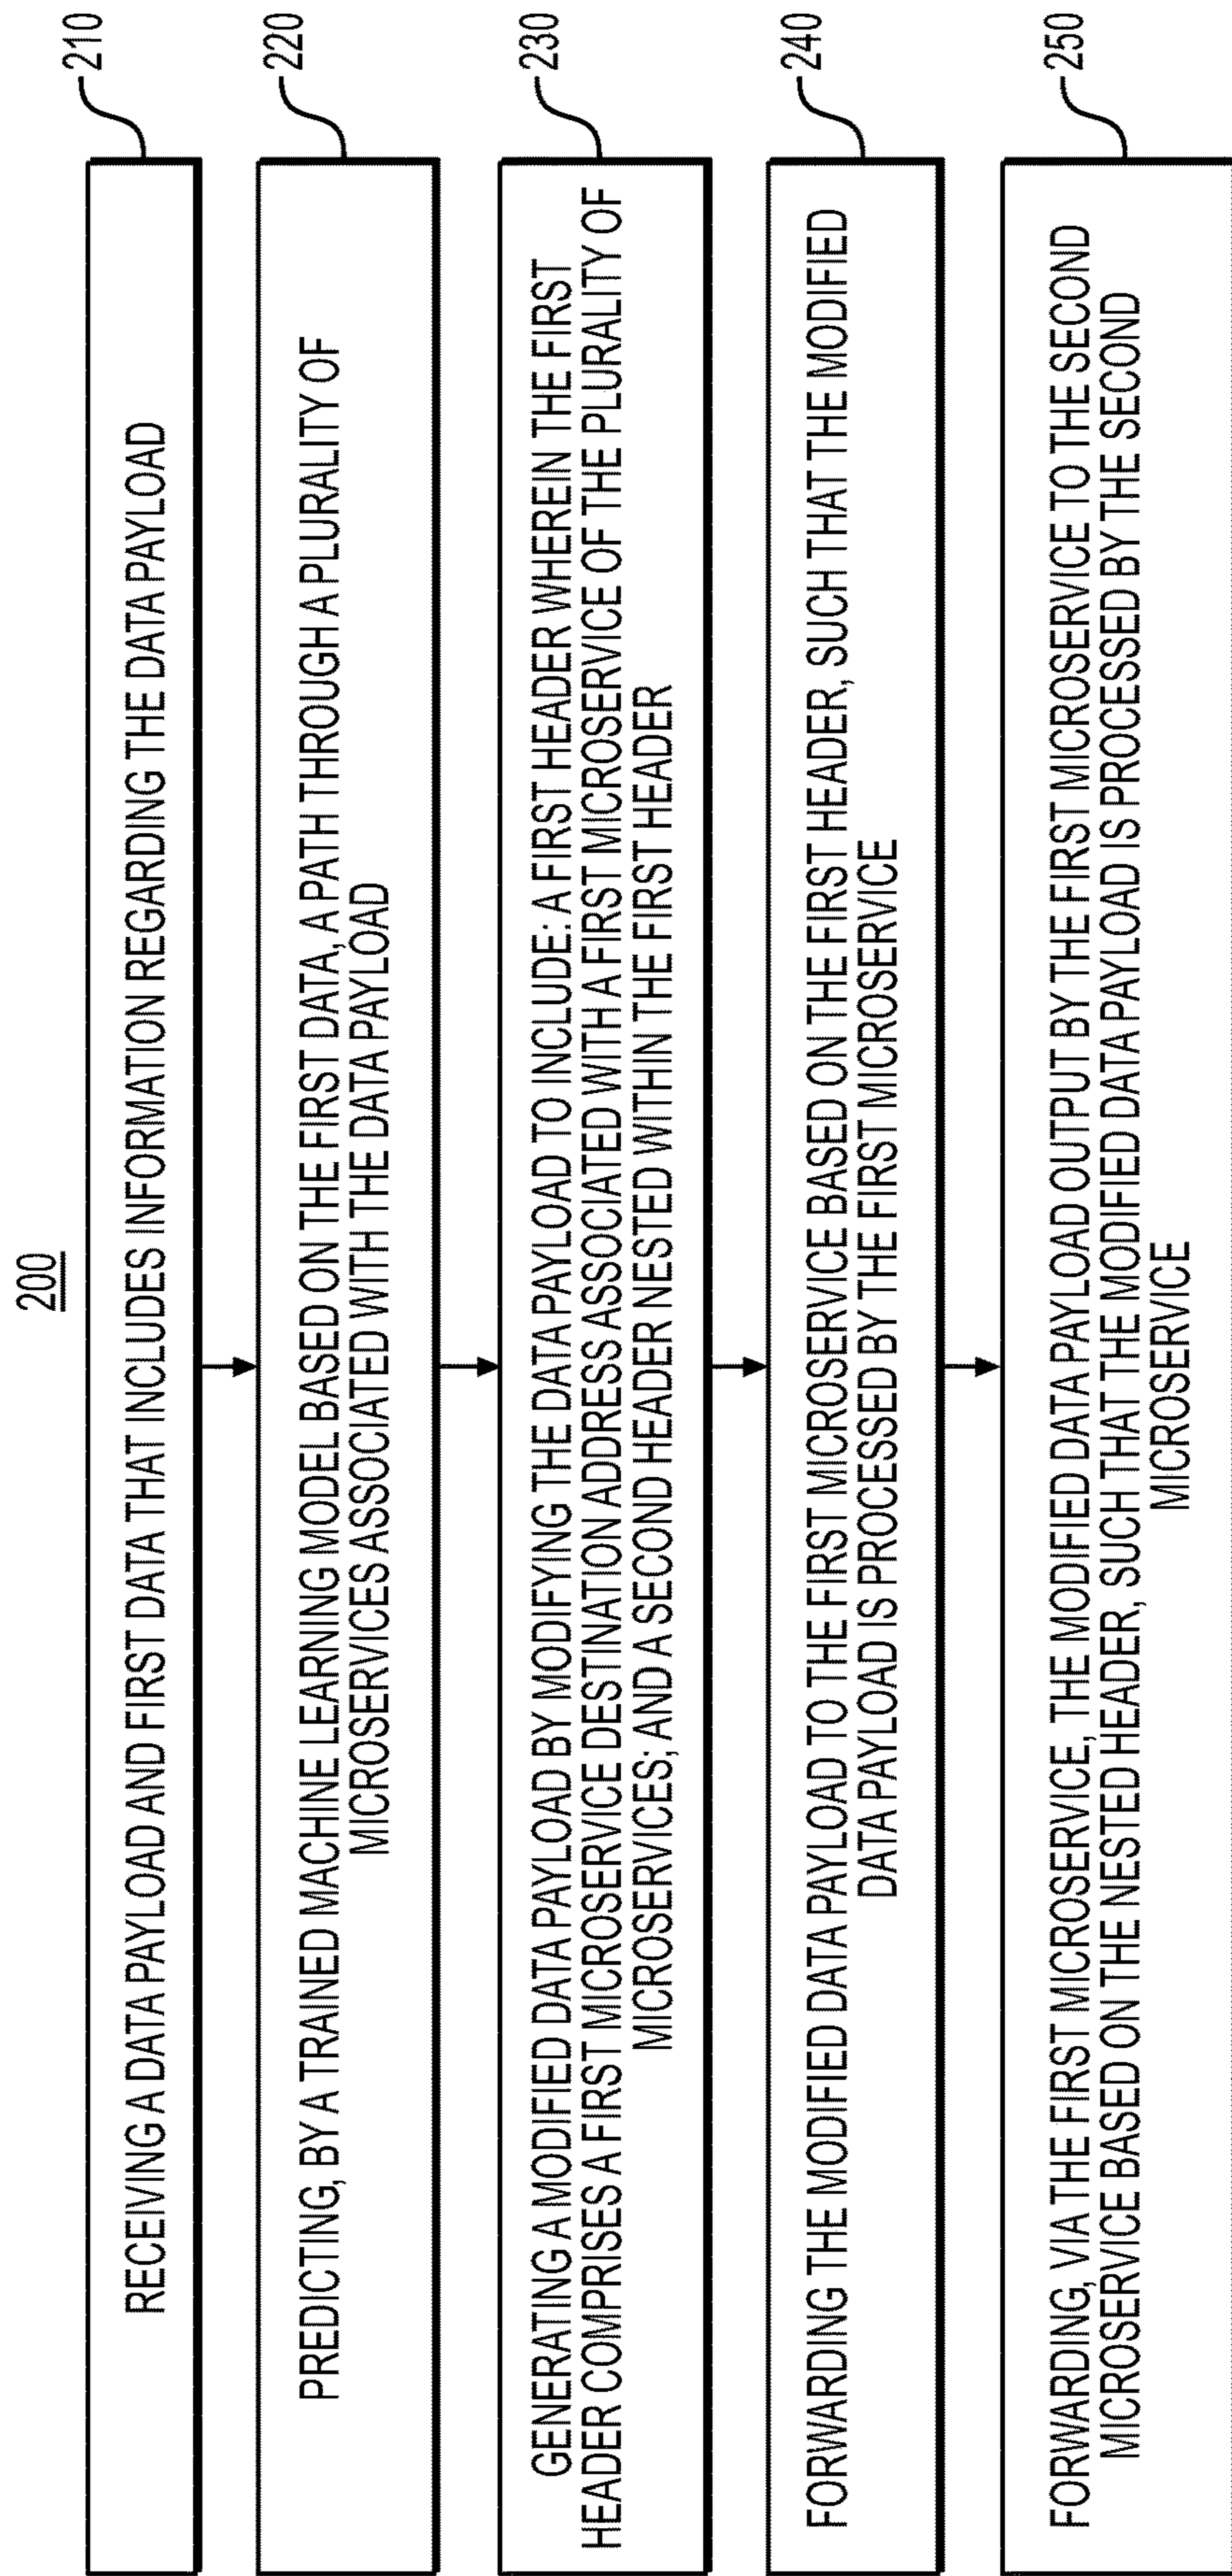 200
RECEIVING A DATA PAYLOAD AND FIRST DATA THAT INCLUDES INFORMATION REGARDING THE DATA PAYLOAD
210
PREDICTING, BY A TRAINED MACHINE LEARNING MODEL BASED ON THE FIRST DATA, A PATH THROUGH A PLURALITY OF
MICROSERVICES ASSOCIATED WITH THE DATA PAYLOAD
220
GENERATING A MODIFIED DATA PAYLOAD BY MODIFYING THE DATA PAYLOAD TO INCLUDE: A FIRST HEADER WHEREIN THE FIRST
HEADER COMPRISES A FIRST MICROSERVICE DESTINATION ADDRESS ASSOCIATED WITH A FIRST MICROSERVICE OF THE PLURALITY OF
MICROSERVICES; AND A SECOND HEADER NESTED WITHIN THE FIRST HEADER
230
FORWARDING THE MODIFIED DATA PAYLOAD TO THE FIRST MICROSERVICE BASED ON THE FIRST HEADER, SUCH THAT THE MODIFIED
DATA PAYLOAD IS PROCESSED BY THE FIRST MICROSERVICE
240
FORWARDING, VIA THE FIRST MICROSERVICE, THE MODIFIED DATA PAYLOAD OUTPUT BY THE FIRST MICROSERVICE TO THE SECOND
MICROSERVICE BASED ON THE NESTED HEADER, SUCH THAT THE MODIFIED DATA PAYLOAD IS PROCESSED BY THE SECOND
MICROSERVICE
250